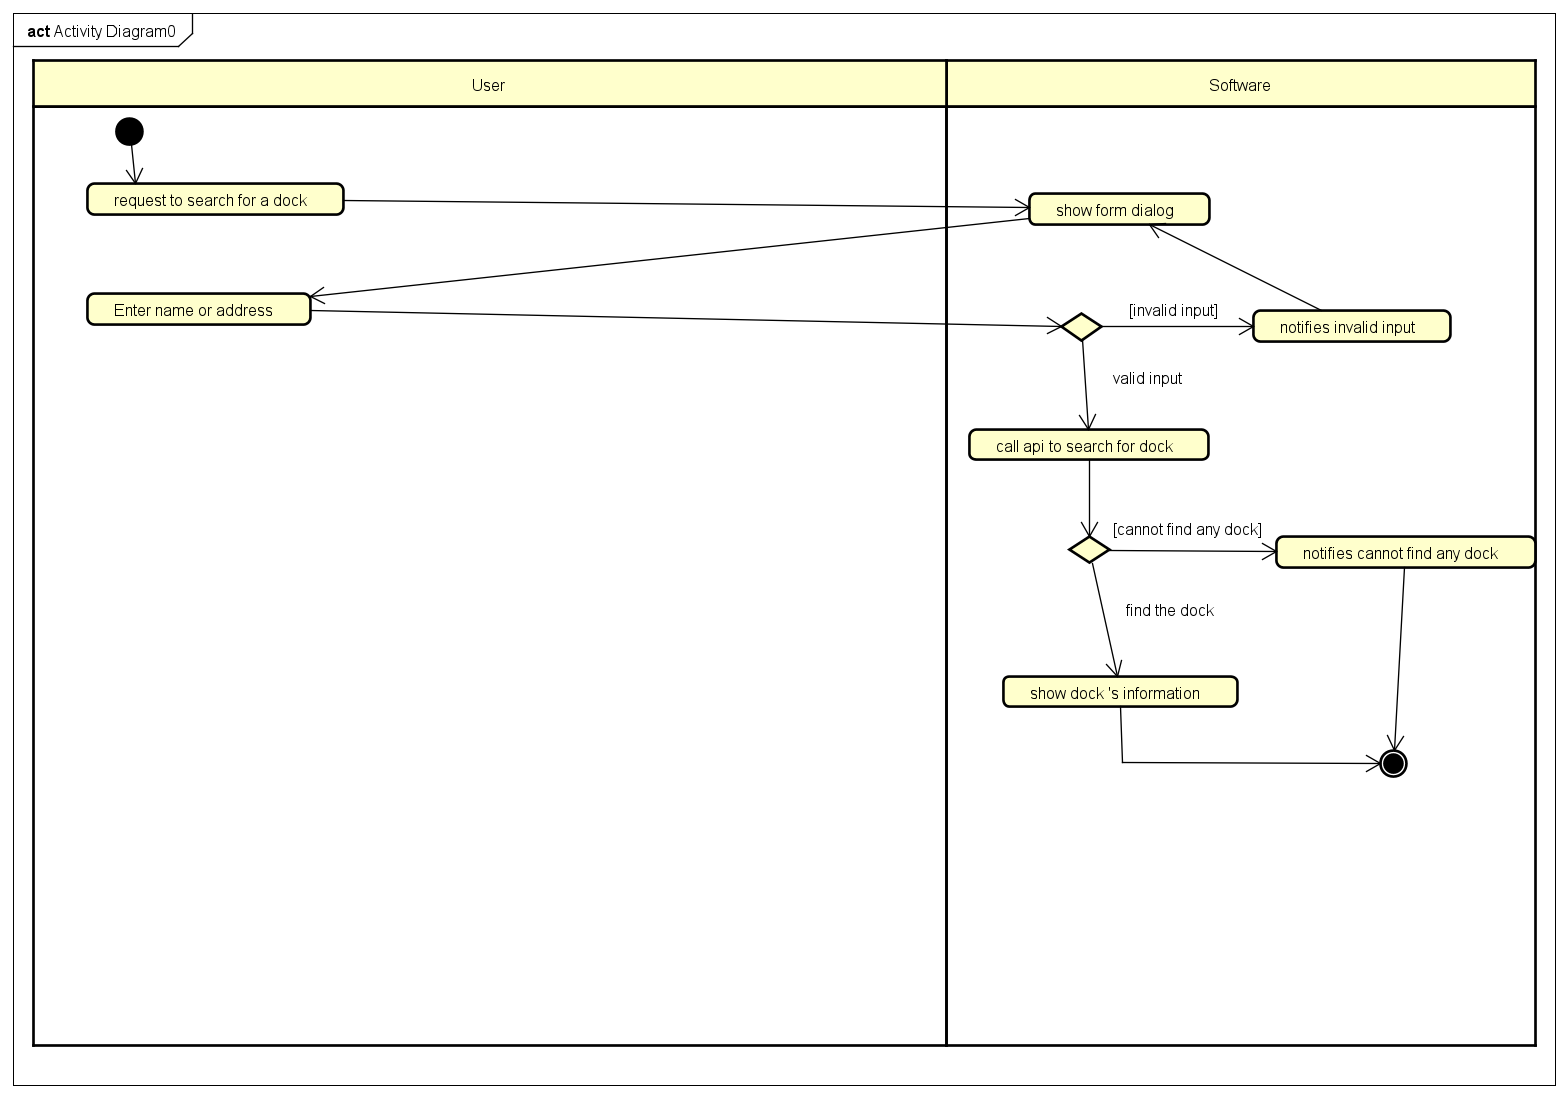 act Activity Diagram0
User
Software
request to search for a dock
show form dialog
Enter name or address
[invalid input]
notifies invalid input
valid input
call api to search for dock
[cannot find any dock]
notifies cannot find any dock
find the dock
show dock 's information